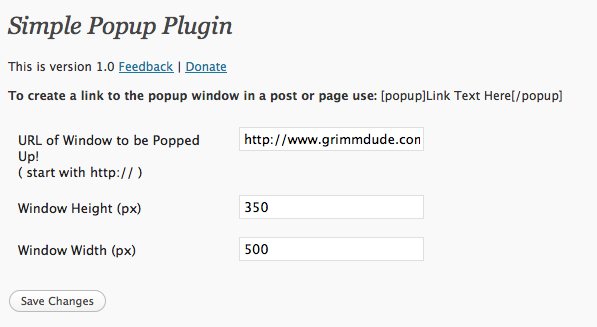 Simple Popup Plugin
This is version 1.0 Feedback | Donate
To create a link to the popup window in a post or page use: [popup]Link Text Here[/popup]
URL of Window to be Popped
Up!
( start with http:// )
http://www.grimmdude.con
Window Height (px)
350
Window Width (px)
500
Save Changes